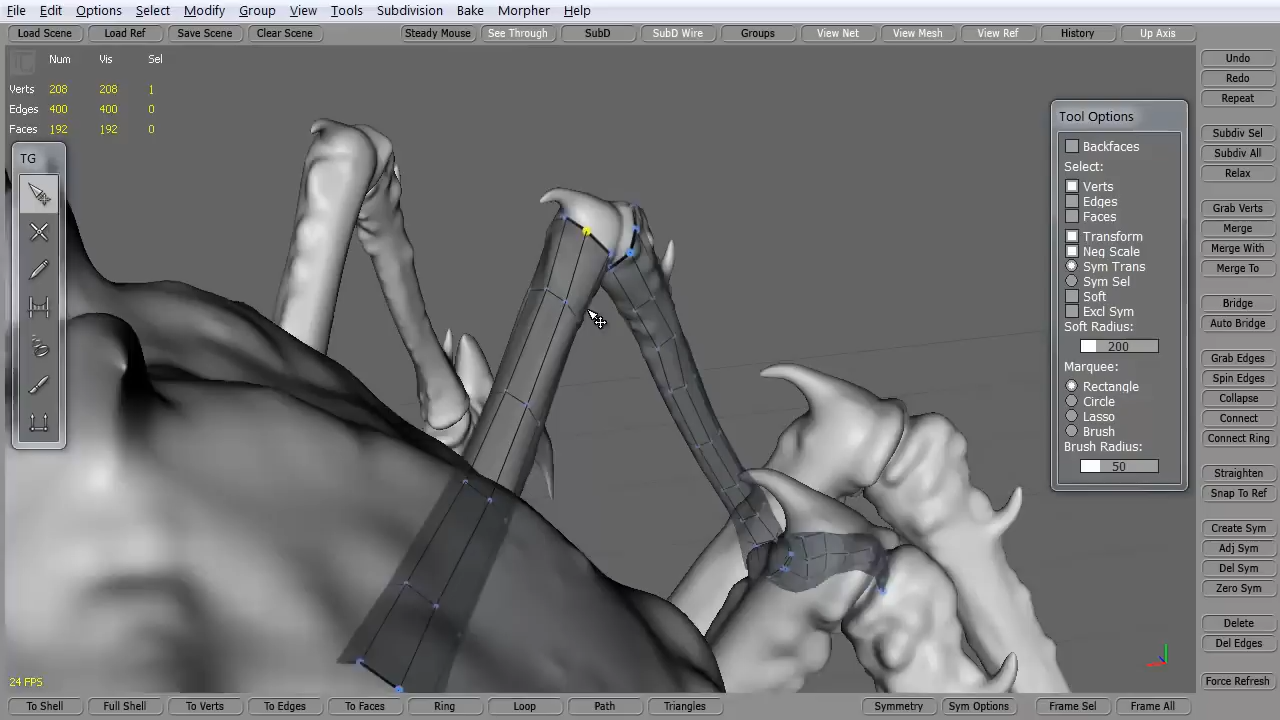 File Edit Options Select Modify Group View Tools Subdivision Bake Morpher Help
Load Scene Load Ref Save Scene Clear Scene Steady Mouse See Through SubD SubD Wire Groups View Net View Mesh View Ref History Up Axis
Num Vis Sel
Verts 208 208 1
Edges 400 400 0
Faces 192 192 0
TG
Tool Options
Backfaces
Select:
Verts
Edges
Faces
Transform
Neg Scale
Sym Trans
Sym Sel
Soft
Excl Sym
Soft Radius:
200
Marquee:
Rectangle
Circle
Lasso
Brush
Brush Radius:
50
Undo
Redo
Repeat
Subdiv Sel
Subdiv All
Relax
Grab Verts
Merge
Merge With
Merge To
Bridge
Auto Bridge
Grab Edges
Spin Edges
Collapse
Connect
Connect Ring
Straighten
Snap To Ref
Create Sym
Adj Sym
Del Sym
Zero Sym
Delete
Del Edges
Force Refresh
24 FPS
To Shell Full Shell To Verts To Edges To Faces Ring Loop Path Triangles Symmetry Sym Options Frame Sel Frame All